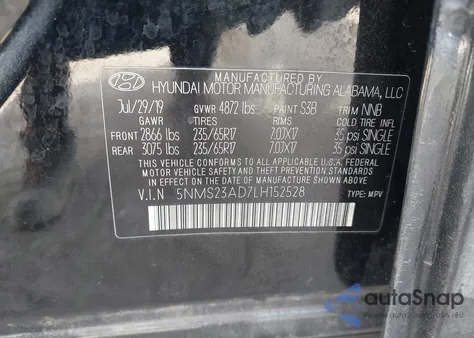 MANUFACTURED BY
HYUNDAI MOTOR MANUFACTURING ALABAMA, LLC
Jul/29/19 GVWR 4872 lbs PAINT S3B TRIM NNB
GAWR TIRES RIMS
FRONT 2866 lbs 235/65R17 7.0JX17 35 psi SINGLE
REAR 3075 lbs 235/65R17 7.0JX17 35 psi SINGLE
THIS VEHICLE CONFORMS TO ALL APPLICABLE U.S.A. FEDERAL
MOTOR VEHICLE SAFETY AND THEFT PREVENTION STANDARDS
IN EFFECT ON THE DATE OF MANUFACTURE SHOWN ABOVE.
V.I.N 5NMS23AD7LH152528 TYPE: MPV
autoSnap